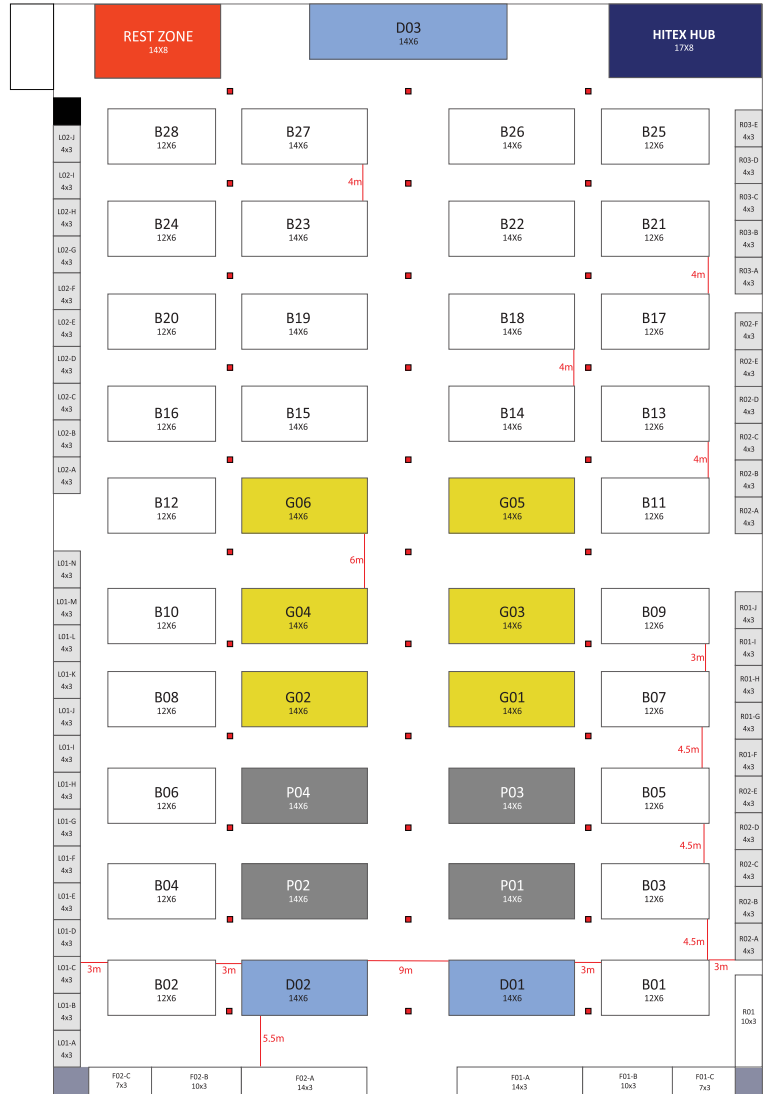 REST ZONE
14X8
D03
14X6
HITEX HUB
17X8
B28
12X6
B27
14X6
B26
14X6
B25
12X6
4m
B24
12X6
B23
14X6
B22
14X6
B21
12X6
4m
B20
12X6
B19
14X6
B18
14X6
B17
12X6
4m
B16
12X6
B15
14X6
B14
14X6
B13
12X6
4m
B12
12X6
G06
14X6
G05
14X6
B11
12X6
6m
B10
12X6
G04
14X6
G03
14X6
B09
12X6
3m
B08
12X6
G02
14X6
G01
14X6
B07
12X6
4.5m
B06
12X6
P04
14X6
P03
14X6
B05
12X6
4.5m
B04
12X6
P02
14X6
P01
14X6
B03
12X6
4.5m
3m
3m
9m
3m
3m
B02
12X6
D02
14X6
D01
14X6
B01
12X6
5.5m
L02-J
4x3
L02-I
4x3
L02-H
4x3
L02-G
4x3
L02-F
4x3
L02-E
4x3
L02-D
4x3
L02-C
4x3
L02-B
4x3
L02-A
4x3
L01-N
4x3
L01-M
4x3
L01-L
4x3
L01-K
4x3
L01-J
4x3
L01-I
4x3
L01-H
4x3
L01-G
4x3
L01-F
4x3
L01-E
4x3
L01-D
4x3
L01-C
4x3
L01-B
4x3
L01-A
4x3
R03-E
4x3
R03-D
4x3
R03-C
4x3
R03-B
4x3
R03-A
4x3
R02-F
4x3
R02-E
4x3
R02-D
4x3
R02-C
4x3
R02-B
4x3
R02-A
4x3
R01-J
4x3
R01-I
4x3
R01-H
4x3
R01-G
4x3
R01-F
4x3
R02-E
4x3
R02-D
4x3
R02-C
4x3
R02-B
4x3
R02-A
4x3
R01
10x3
F02-C
7x3
F02-B
10x3
F02-A
14x3
F01-A
14x3
F01-B
10x3
F01-C
7x3